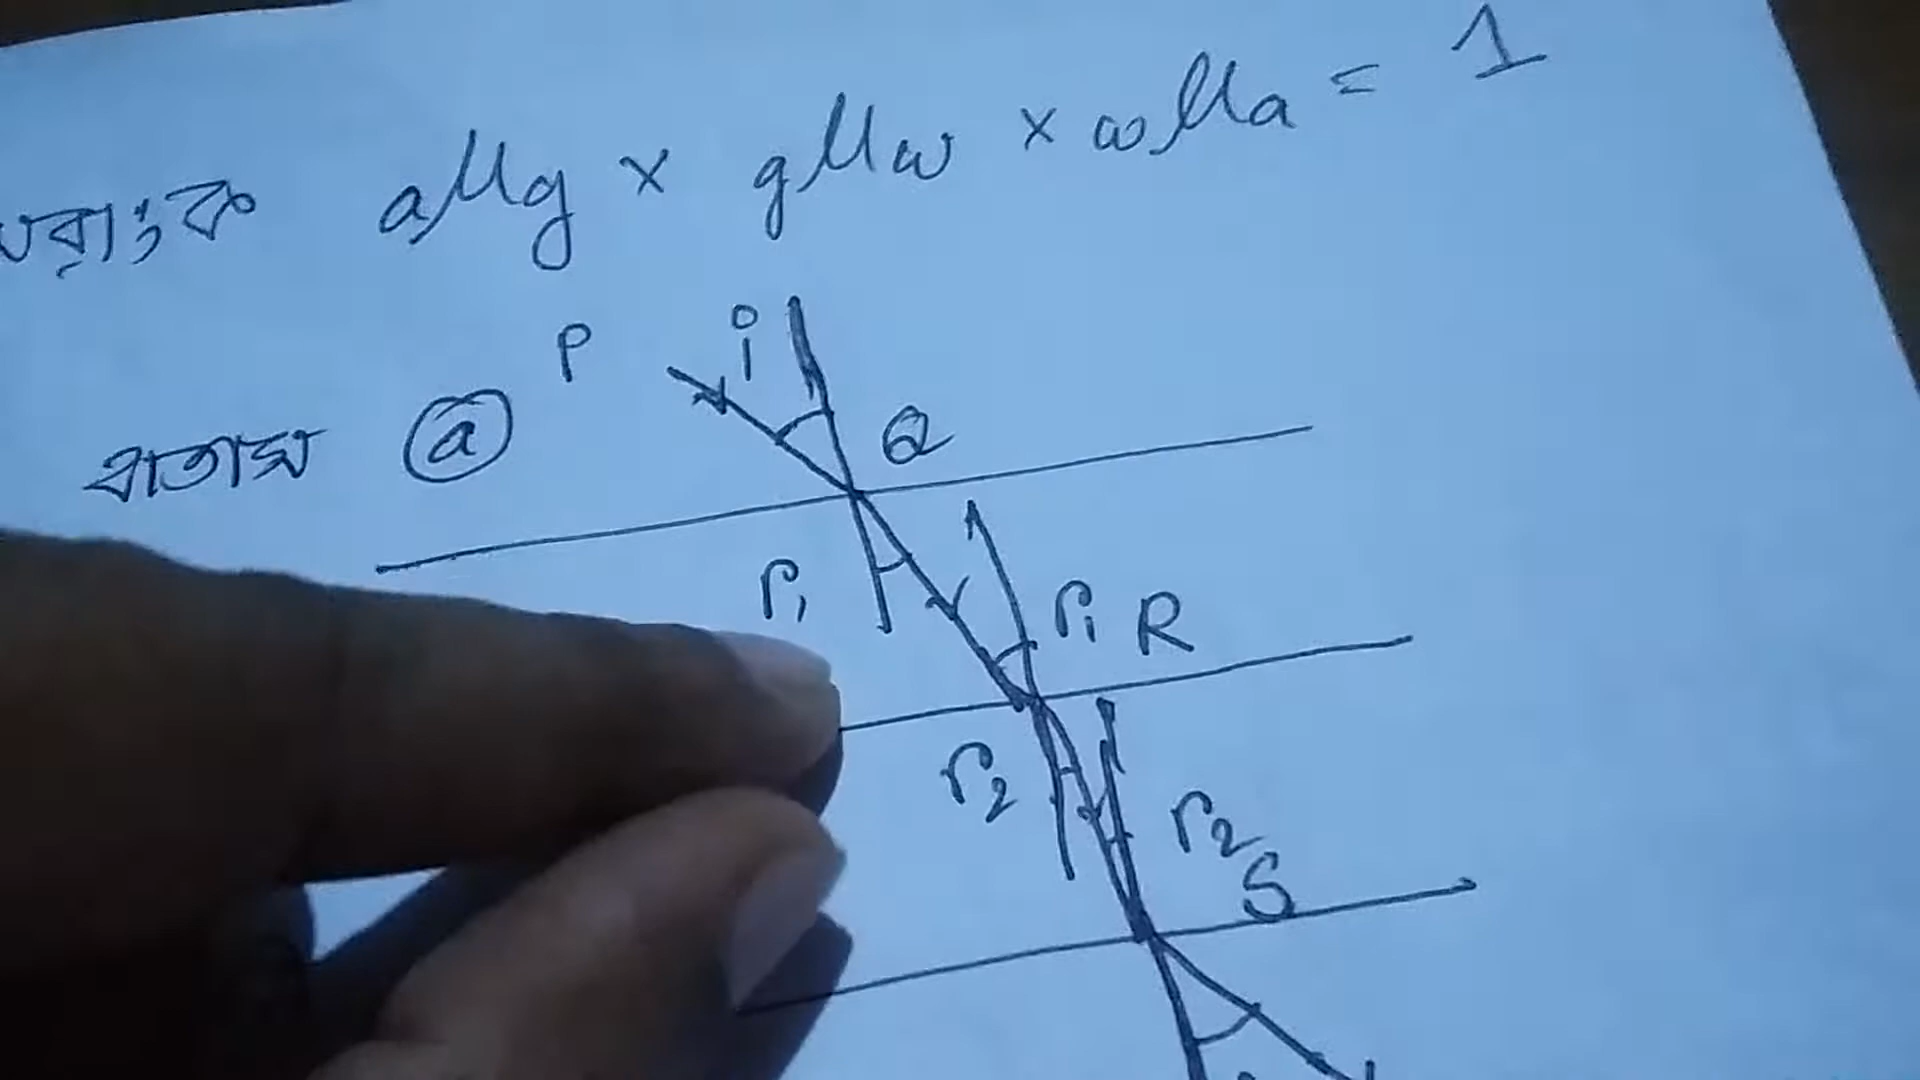 aμg × gμw × wμa = 1
P i
বাতাস a Q
r₁ r₁ R
r₂ r₂
S